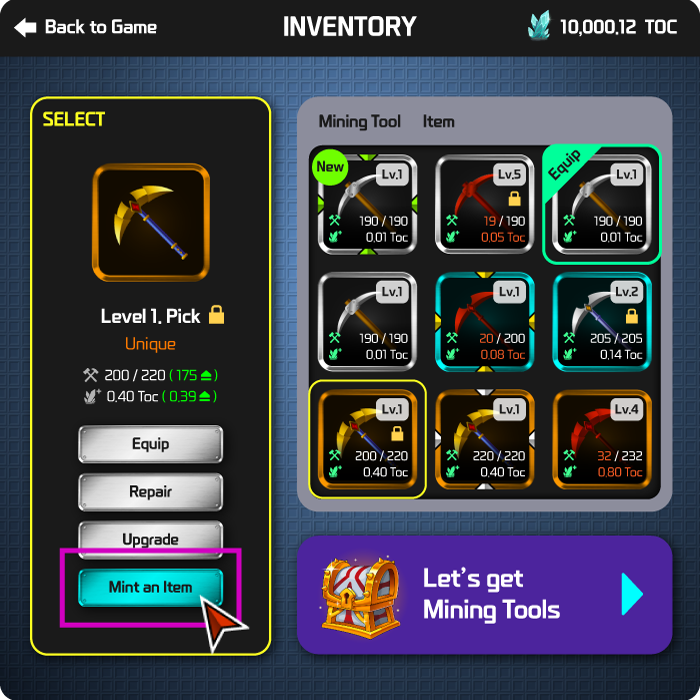 Back to Game
INVENTORY
10,000.12 TOC
SELECT
Level 1. Pick
Unique
200 / 220 ( 175 )
0.40 Toc ( 0.39 )
Equip
Repair
Upgrade
Mint an Item
Mining Tool Item
New
Lv.1
190 / 190
0.01 Toc
Lv.5
19 / 190
0.05 Toc
Equip
Lv.1
190 / 190
0.01 Toc
Lv.1
190 / 190
0.01 Toc
Lv.1
20 / 200
0.08 Toc
Lv.2
205 / 205
0.14 Toc
Lv.1
200 / 220
0.40 Toc
Lv.1
220 / 220
0.40 Toc
Lv.4
32 / 232
0.80 Toc
Let's get
Mining Tools